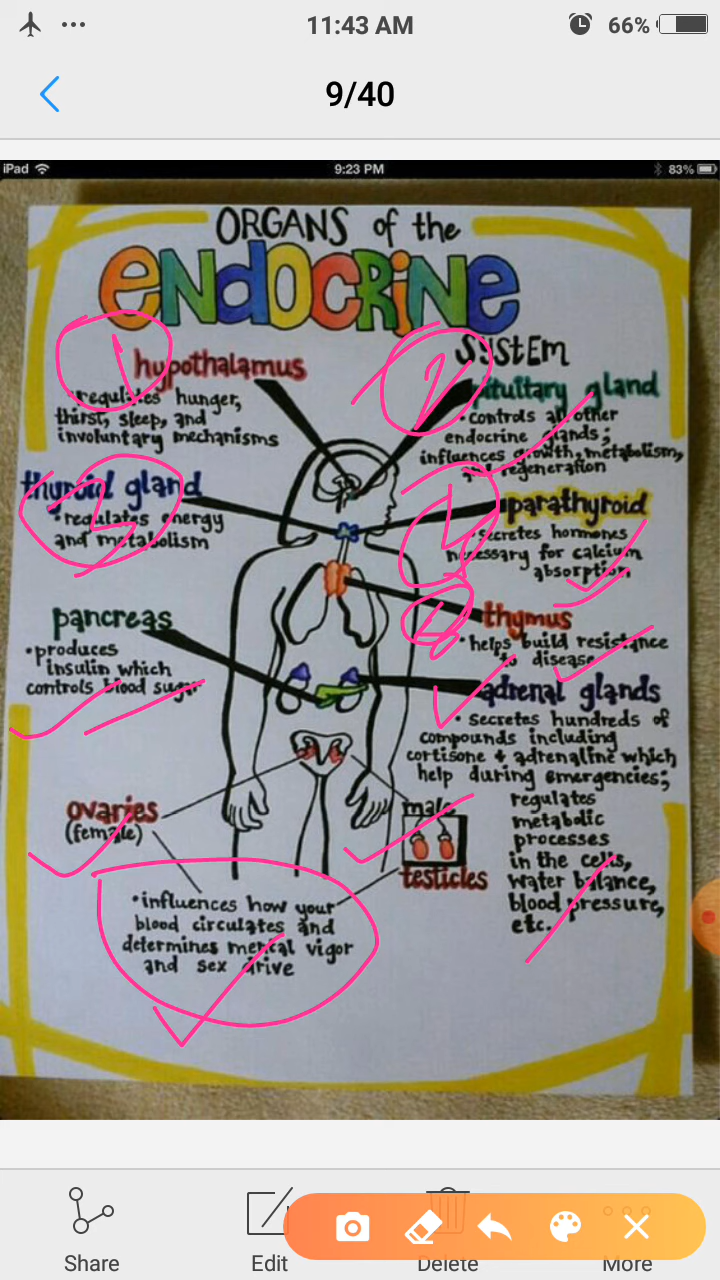 11:43 AM
66%
9/40
iPad
9:23 PM
83%
ORGANS of the
ENDOCRINE
SYSTEM
1
hypothalamus
regulates hunger,
thirst, sleep, and
involuntary mechanisms
2
pituitary gland
• controls all other
endocrine glands;
influences growth, metabolism,
and regeneration
thyroid gland
3
• regulates energy
and metabolism
parathyroid
secretes hormones
necessary for calcium
absorption
pancreas
• produces
insulin which
controls blood sugar
thymus
• helps build resistance
to disease
adrenal glands
• secretes hundreds of
compounds including
cortisone + adrenaline which
help during emergencies;
regulates
metabolic
processes
in the cells,
water balance,
blood pressure,
etc.
ovaries
(female)
male
testicles
• influences how your
blood circulates and
determines mental vigor
and sex drive
Share
Edit
Delete
More